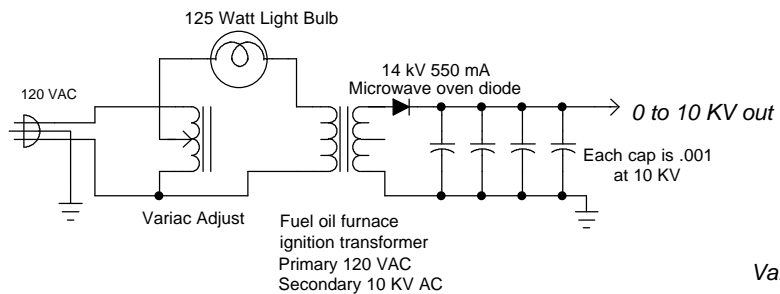 125 Watt Light Bulb
14 kV 550 mA
Microwave oven diode
120 VAC
0 to 10 KV out
Each cap is .001
at 10 KV
Variac Adjust
Fuel oil furnace
ignition transformer
Primary 120 VAC
Secondary 10 KV AC
Va